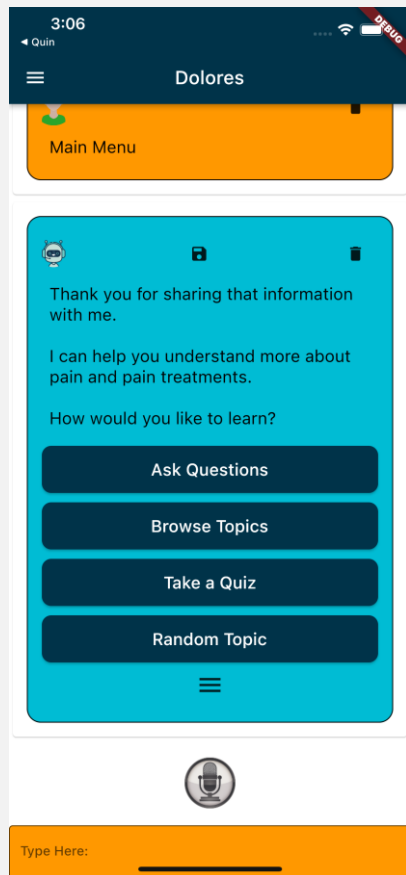 3:06
DEBUG
◀ Quin
Dolores
Main Menu
Thank you for sharing that information
with me.
I can help you understand more about
pain and pain treatments.
How would you like to learn?
Ask Questions
Browse Topics
Take a Quiz
Random Topic
Type Here: